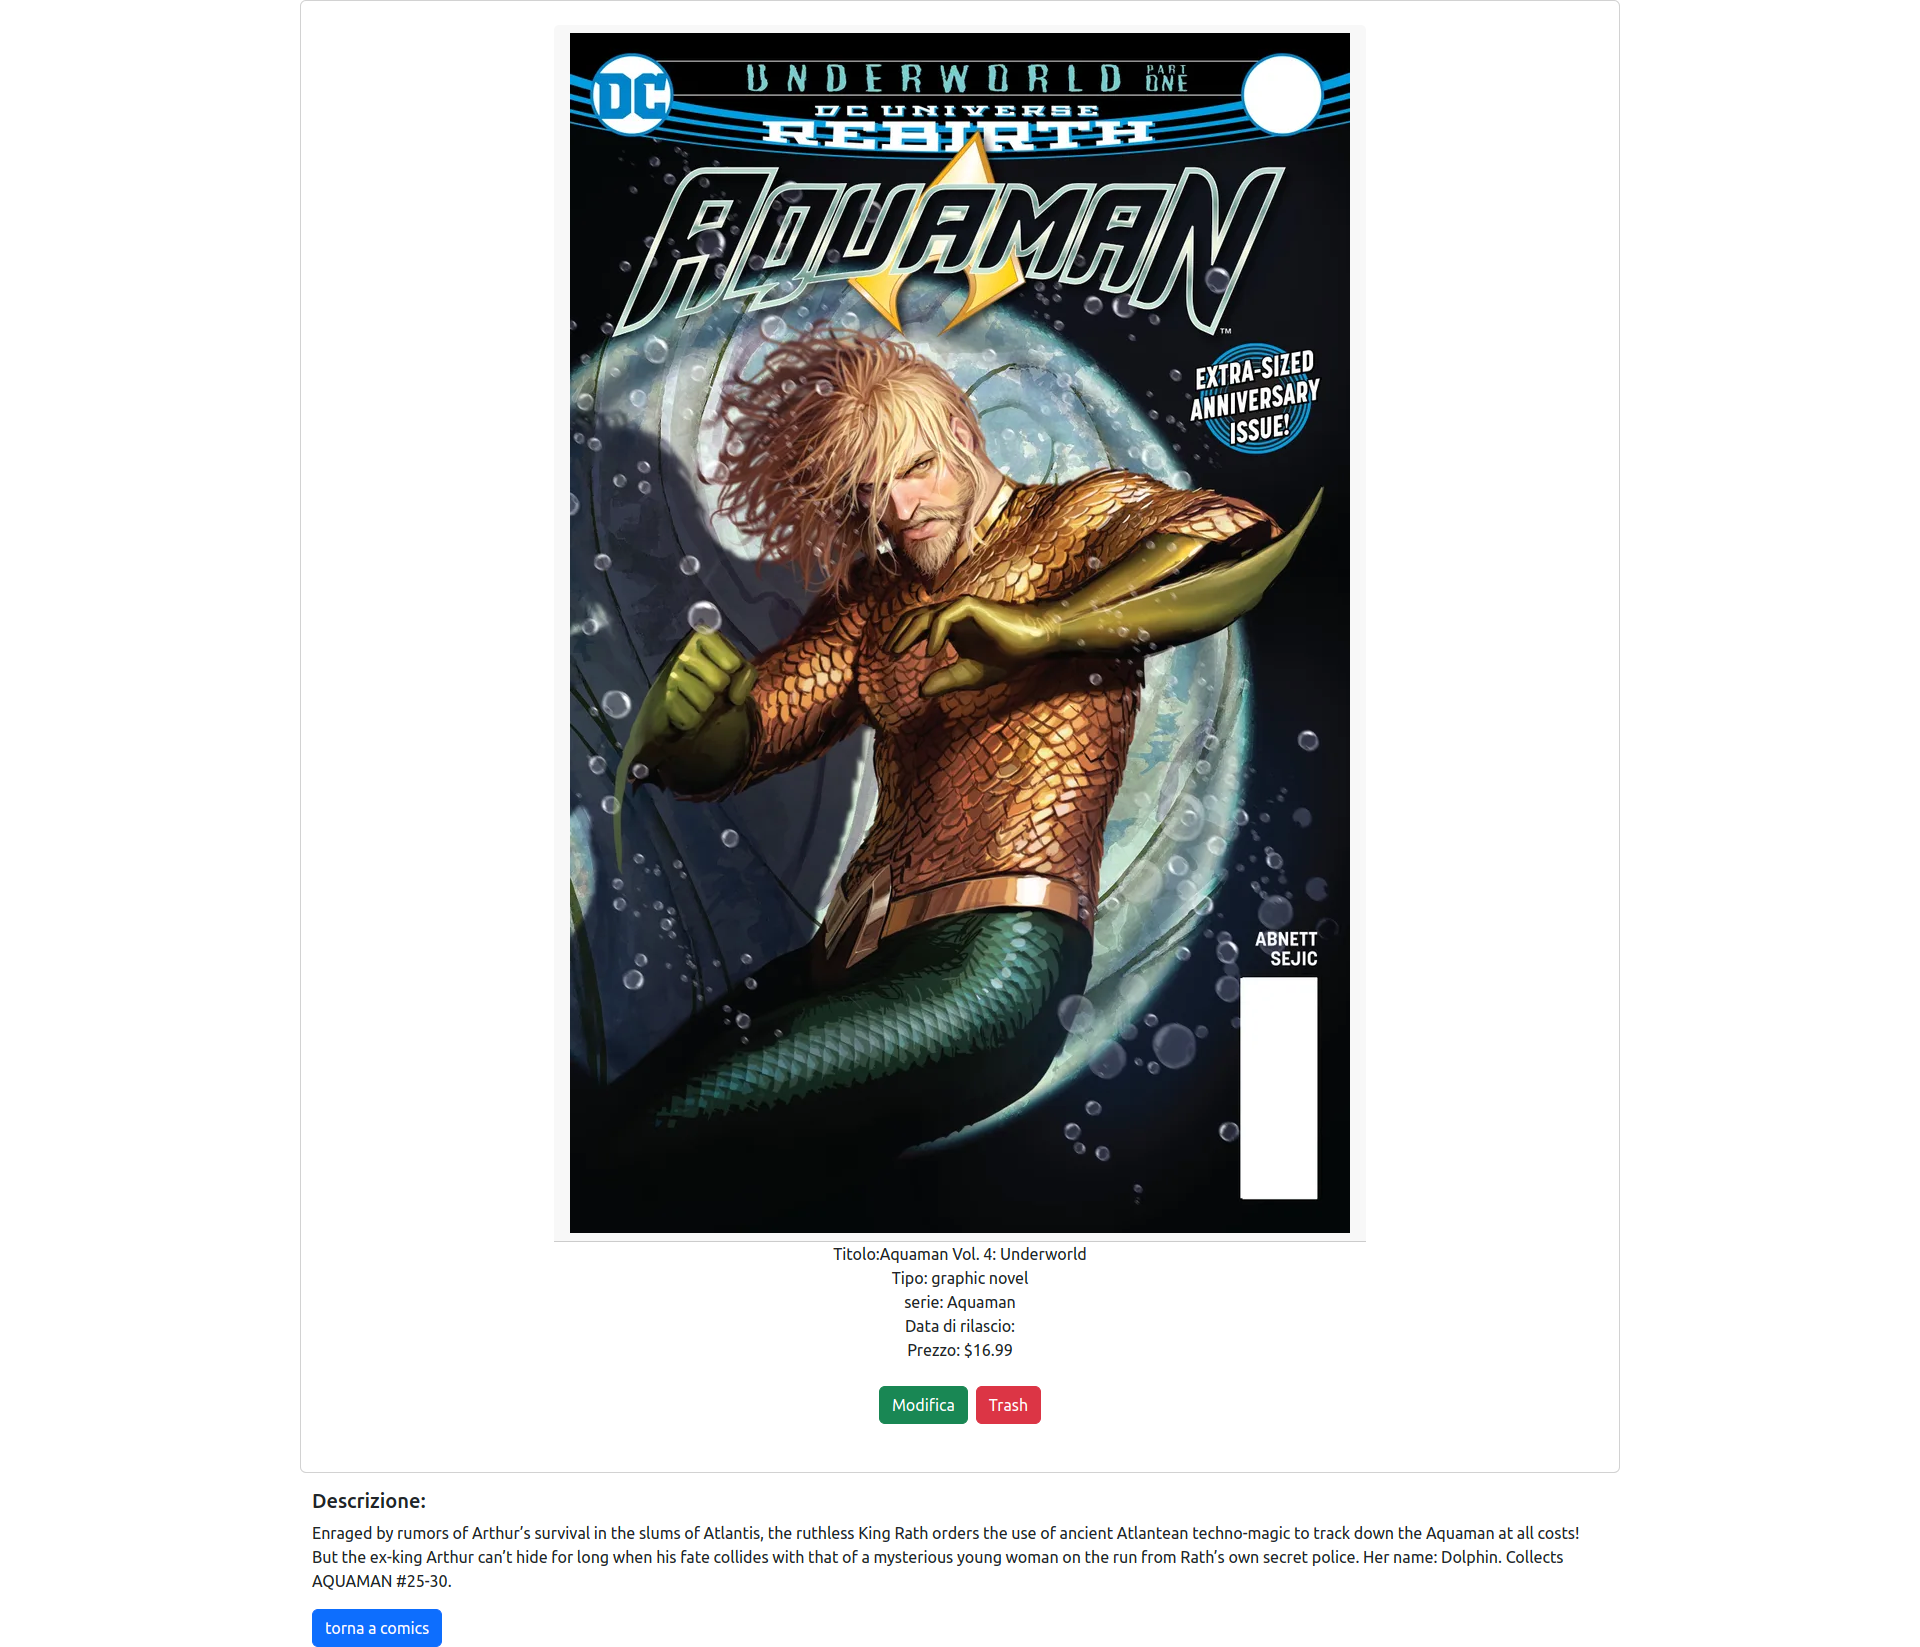 DC
UNDERWORLD PART ONE
DC UNIVERSE
REBIRTH
AQUAMAN
TM
EXTRA-SIZED
ANNIVERSARY
ISSUE!
ABNETT
SEJIC
Titolo:Aquaman Vol. 4: Underworld
Tipo: graphic novel
serie: Aquaman
Data di rilascio:
Prezzo: $16.99
Modifica Trash
Descrizione:
Enraged by rumors of Arthur’s survival in the slums of Atlantis, the ruthless King Rath orders the use of ancient Atlantean techno-magic to track down the Aquaman at all costs!
But the ex-king Arthur can’t hide for long when his fate collides with that of a mysterious young woman on the run from Rath’s own secret police. Her name: Dolphin. Collects
AQUAMAN #25-30.
torna a comics